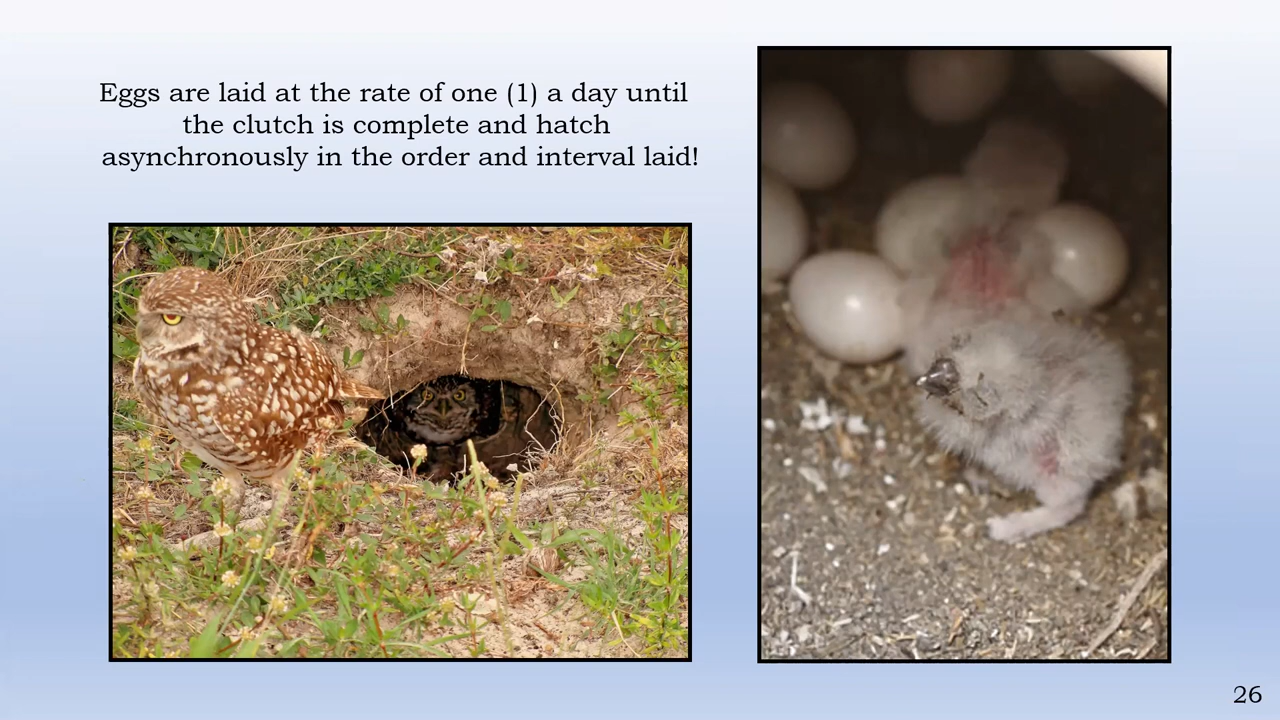 Eggs are laid at the rate of one (1) a day until
the clutch is complete and hatch
asynchronously in the order and interval laid!
26